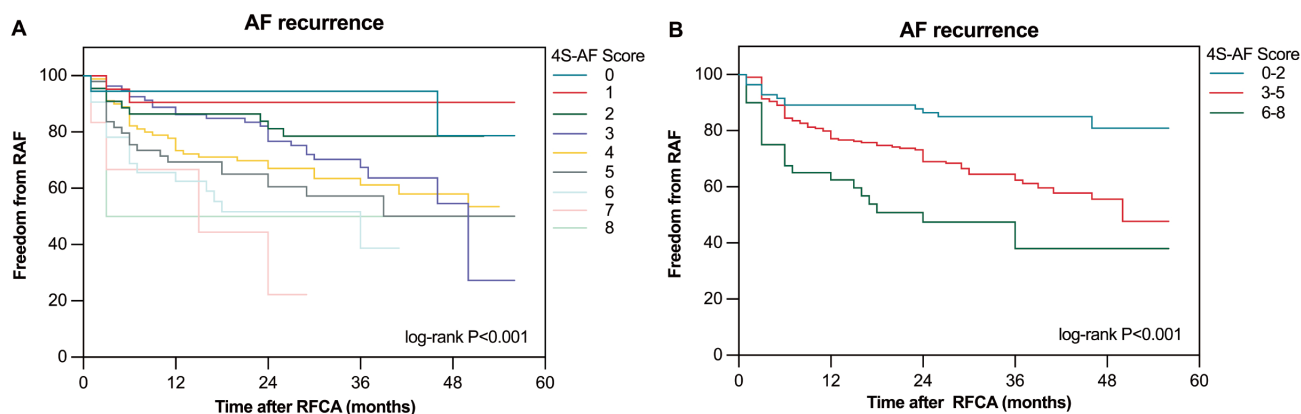 A
AF recurrence
4S-AF Score
0
1
2
3
4
5
6
7
8
Freedom from RAF
100
80
60
40
20
0
log-rank P<0.001
0 12 24 36 48 60
Time after RFCA (months)
B
AF recurrence
4S-AF Score
0-2
3-5
6-8
Freedom from RAF
100
80
60
40
20
0
log-rank P<0.001
0 12 24 36 48 60
Time after RFCA (months)